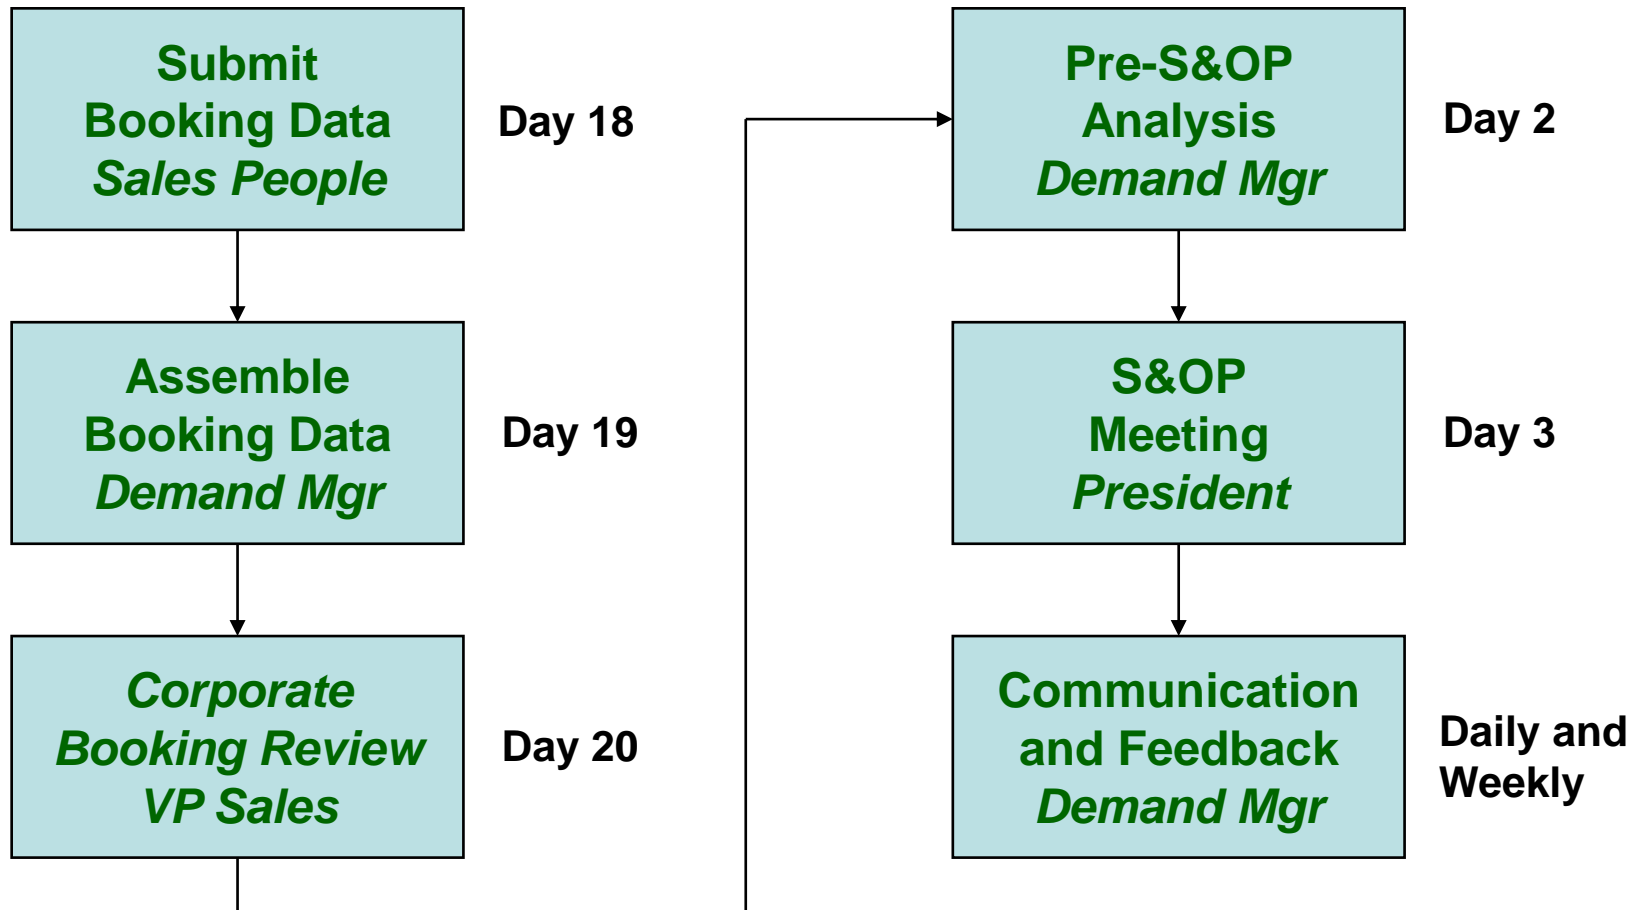 Submit
Booking Data
Sales People
Day 18
Assemble
Booking Data
Demand Mgr
Day 19
Corporate
Booking Review
VP Sales
Day 20
Pre-S&OP
Analysis
Demand Mgr
Day 2
S&OP
Meeting
President
Day 3
Communication
and Feedback
Demand Mgr
Daily and
Weekly